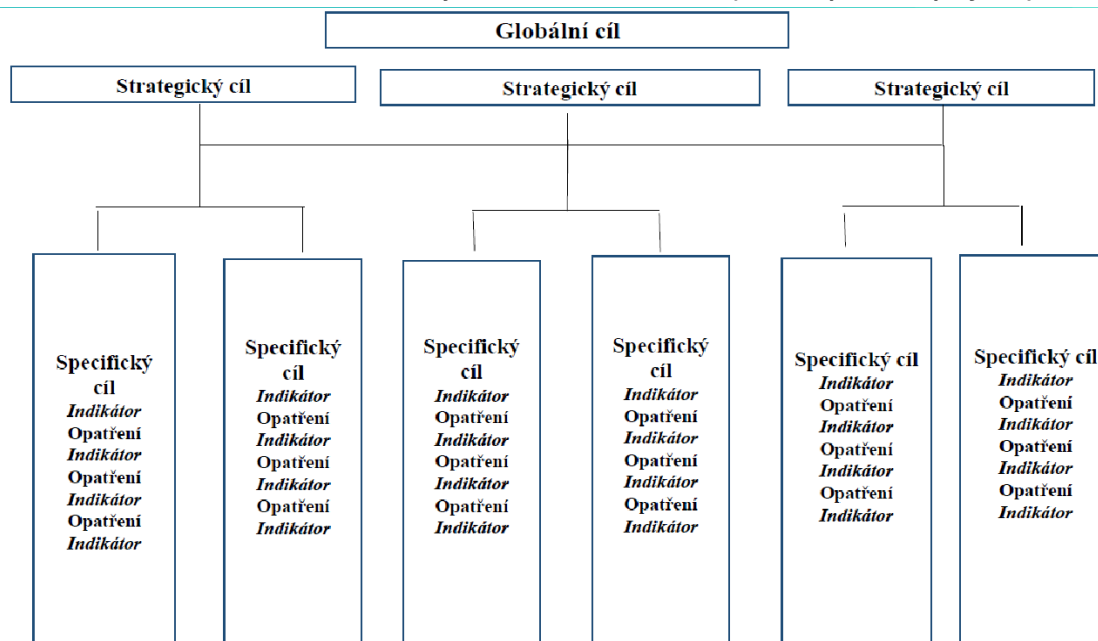 Globální cíl
Strategický cíl
Strategický cíl
Strategický cíl
Specifický
cíl
Indikátor
Opatření
Indikátor
Opatření
Indikátor
Opatření
Indikátor
Specifický
cíl
Indikátor
Opatření
Indikátor
Opatření
Indikátor
Opatření
Indikátor
Specifický
cíl
Indikátor
Opatření
Indikátor
Opatření
Indikátor
Opatření
Indikátor
Specifický
cíl
Indikátor
Opatření
Indikátor
Opatření
Indikátor
Opatření
Indikátor
Specifický cíl
Indikátor
Opatření
Indikátor
Opatření
Indikátor
Opatření
Indikátor
Specifický cíl
Indikátor
Opatření
Indikátor
Opatření
Indikátor
Opatření
Indikátor